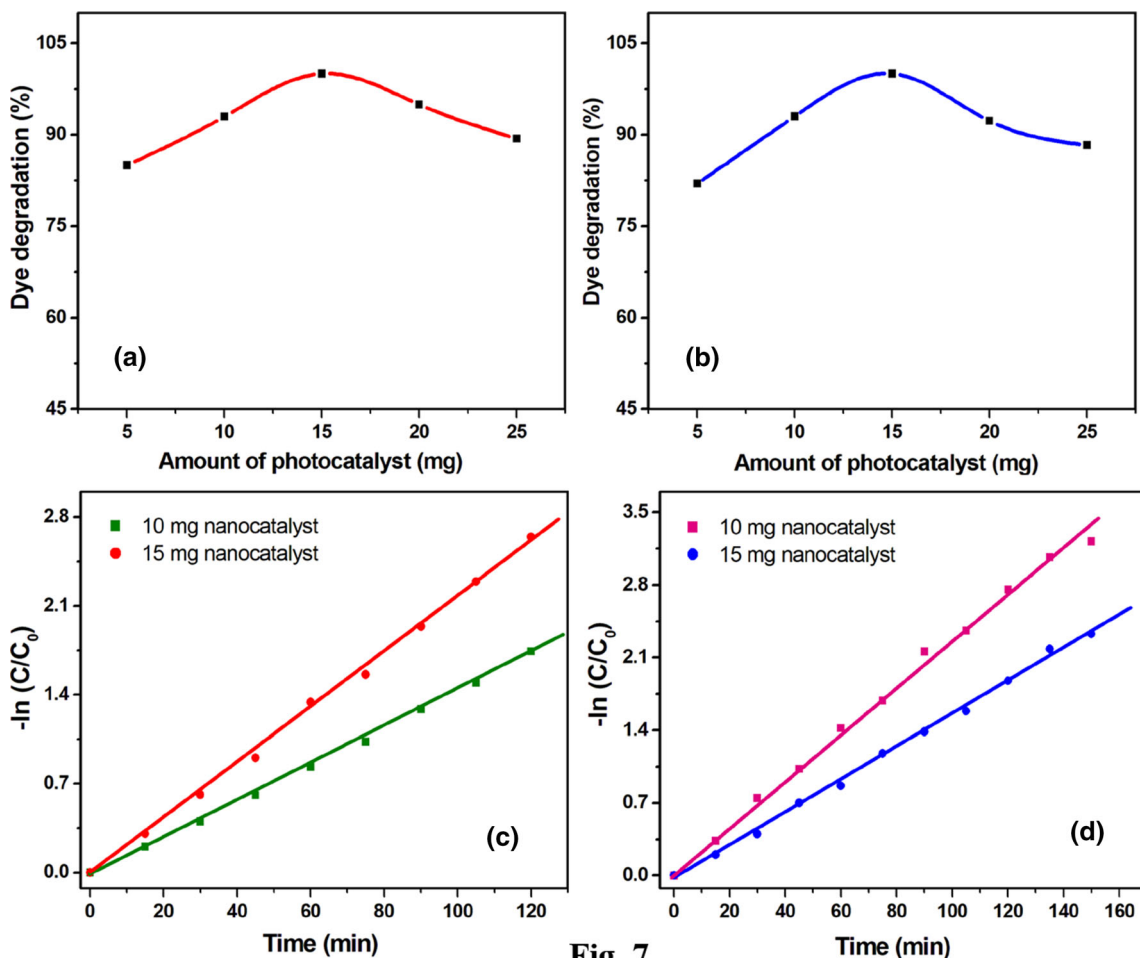 105
90
75
60
45
Dye degradation (%)
(a)
5 10 15 20 25
Amount of photocatalyst (mg)
105
90
75
60
45
Dye degradation (%)
(b)
5 10 15 20 25
Amount of photocatalyst (mg)
2.8
2.1
1.4
0.7
0.0
-ln (C/C₀)
10 mg nanocatalyst
15 mg nanocatalyst
(c)
0 20 40 60 80 100 120
Time (min)
3.5
2.8
2.1
1.4
0.7
0.0
-ln (C/C₀)
10 mg nanocatalyst
15 mg nanocatalyst
(d)
0 20 40 60 80 100 120 140 160
Time (min)
Fig. 7